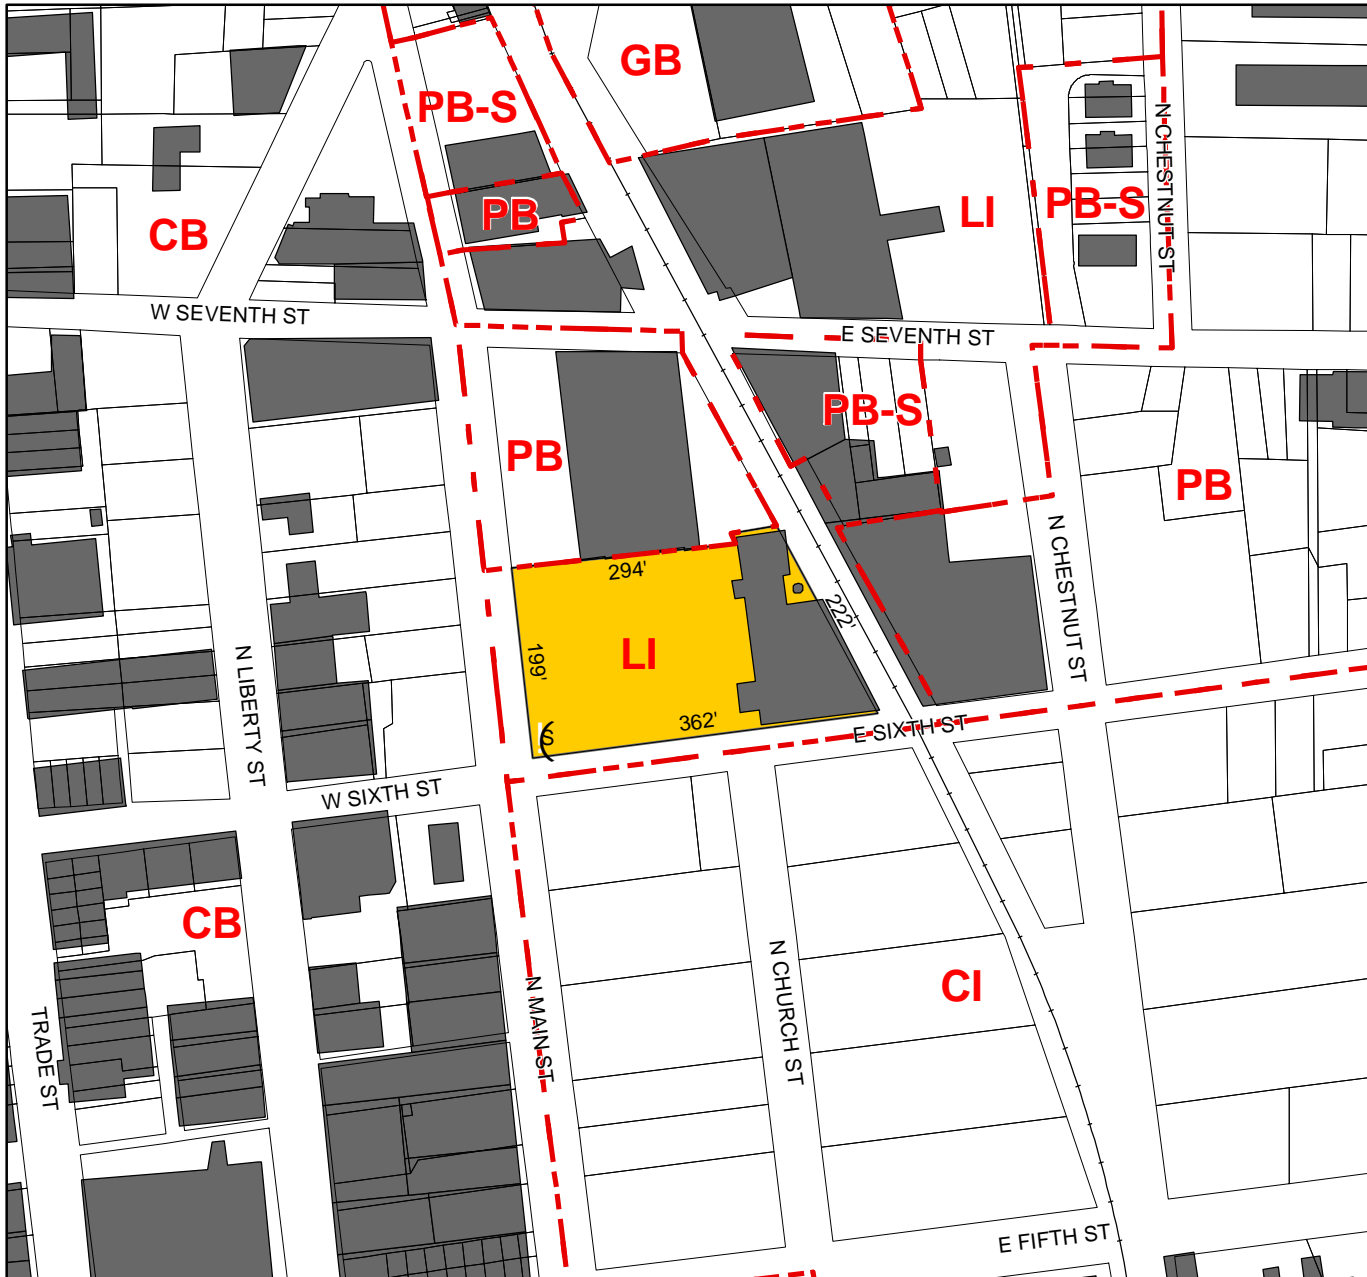 GB
PB-S
N CHESTNUT ST
PB-S
PB
LI
CB
W SEVENTH ST
E SEVENTH ST
PB-S
PB
PB
N CHESTNUT ST
294'
222'
LI
199'
N LIBERTY ST
362'
S
E SIXTH ST
W SIXTH ST
CB
N CHURCH ST
CI
N MAIN ST
TRADE ST
E FIFTH ST